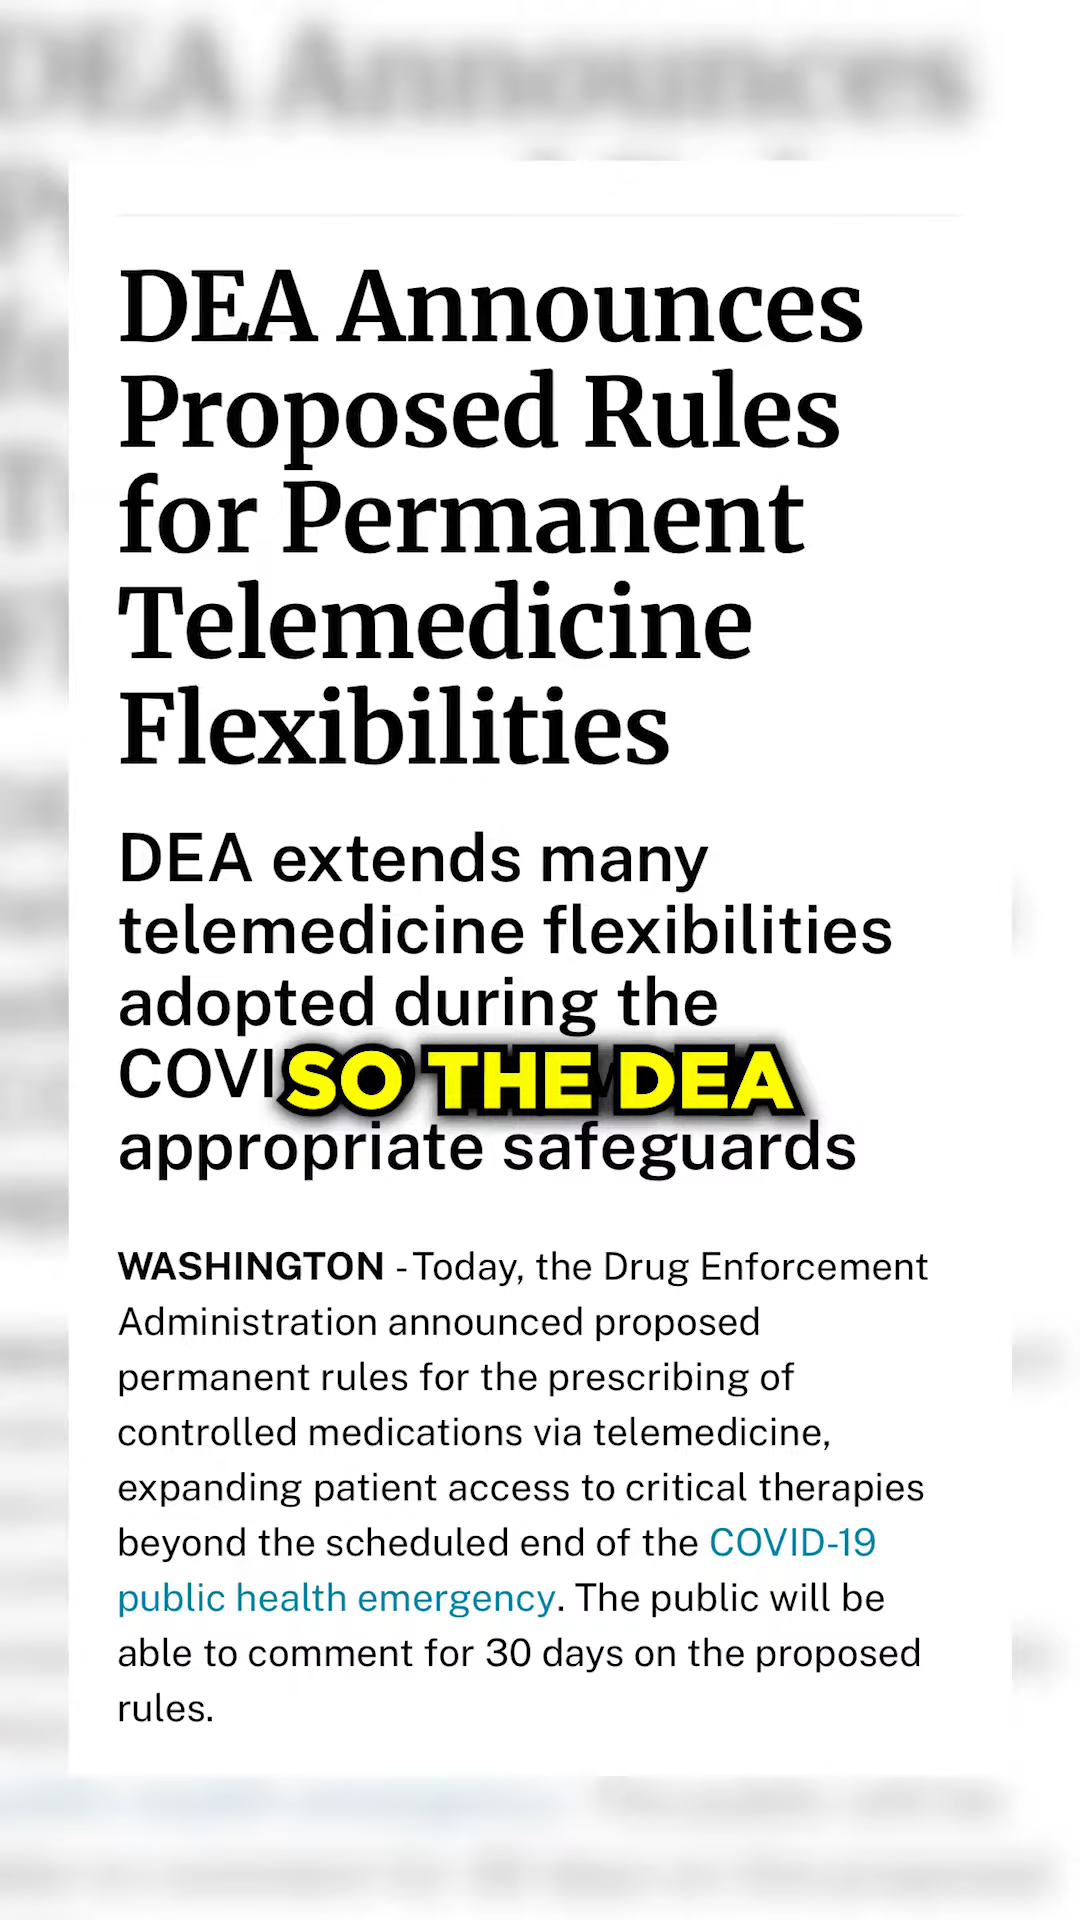 DEA Announces
Proposed Rules
for Permanent
Telemedicine
Flexibilities
DEA extends many
telemedicine flexibilities
adopted during the
COVI
SO THE DEA
appropriate safeguards
WASHINGTON - Today, the Drug Enforcement
Administration announced proposed
permanent rules for the prescribing of
controlled medications via telemedicine,
expanding patient access to critical therapies
beyond the scheduled end of the COVID-19
public health emergency. The public will be
able to comment for 30 days on the proposed
rules.